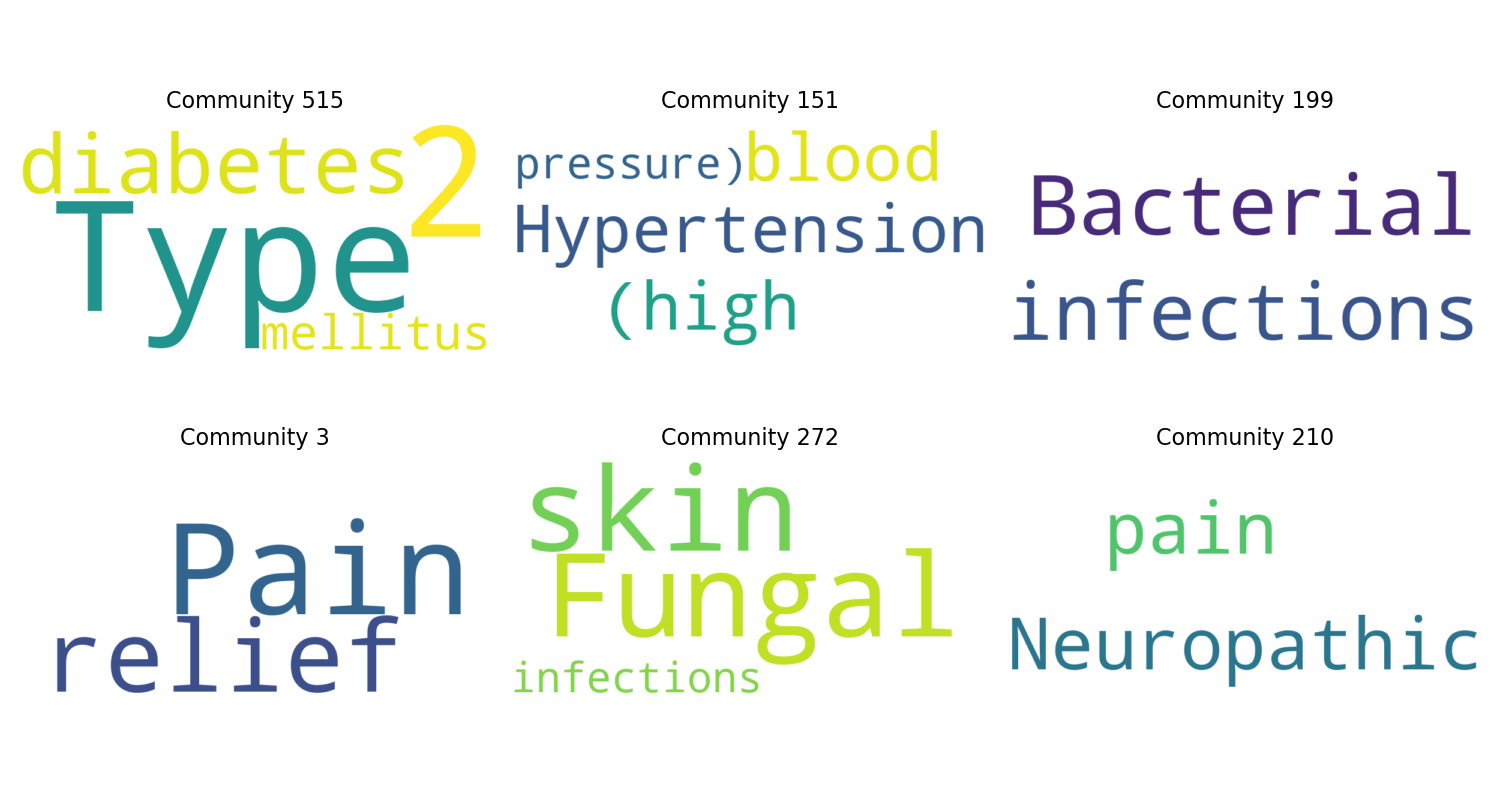 Community 515
diabetes 2
Type
mellitus
Community 151
pressure) blood
Hypertension
(high
Community 199
Bacterial
infections
Community 3
Pain
relief
Community 272
skin
Fungal
infections
Community 210
pain
Neuropathic